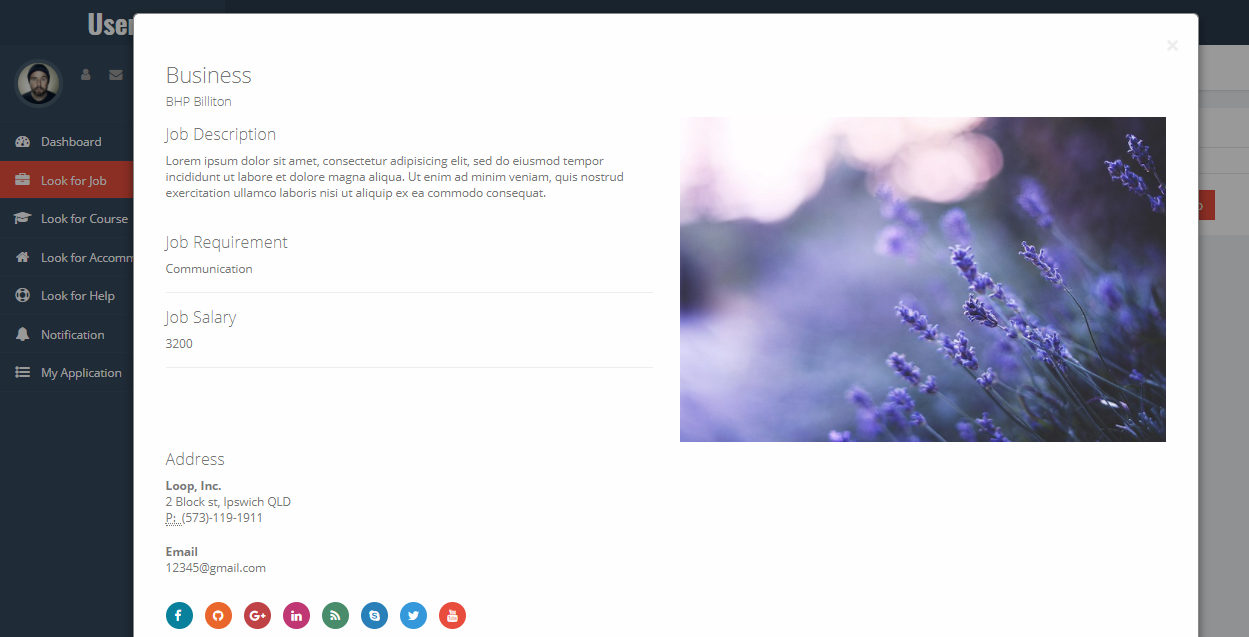 User
×
Business
BHP Billiton
Job Description
Lorem ipsum dolor sit amet, consectetur adipisicing elit, sed do eiusmod tempor
incididunt ut labore et dolore magna aliqua. Ut enim ad minim veniam, quis nostrud
exercitation ullamco laboris nisi ut aliquip ex ea commodo consequat.
Job Requirement
Communication
Job Salary
3200
Address
Loop, Inc.
2 Block st, Ipswich QLD
P: (573)-119-1911
Email
12345@gmail.com
Dashboard
Look for Job
Look for Course
Look for Accomm
Look for Help
Notification
My Application